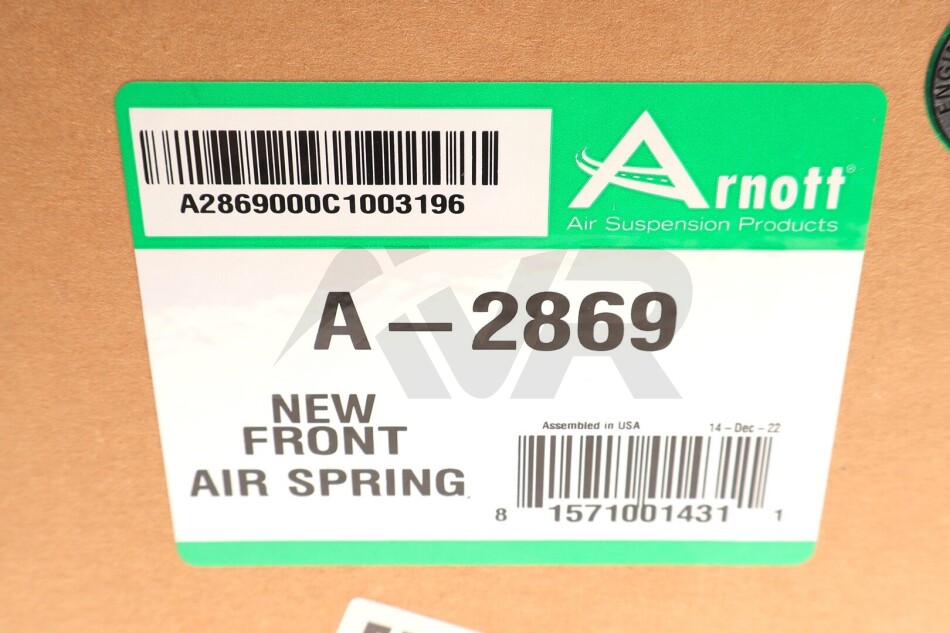 A2869000C1003196
Arnott®
Air Suspension Products
A-2869
NEW
FRONT
AIR SPRING
Assembled in USA 14-Dec-22
8 1571001431 1